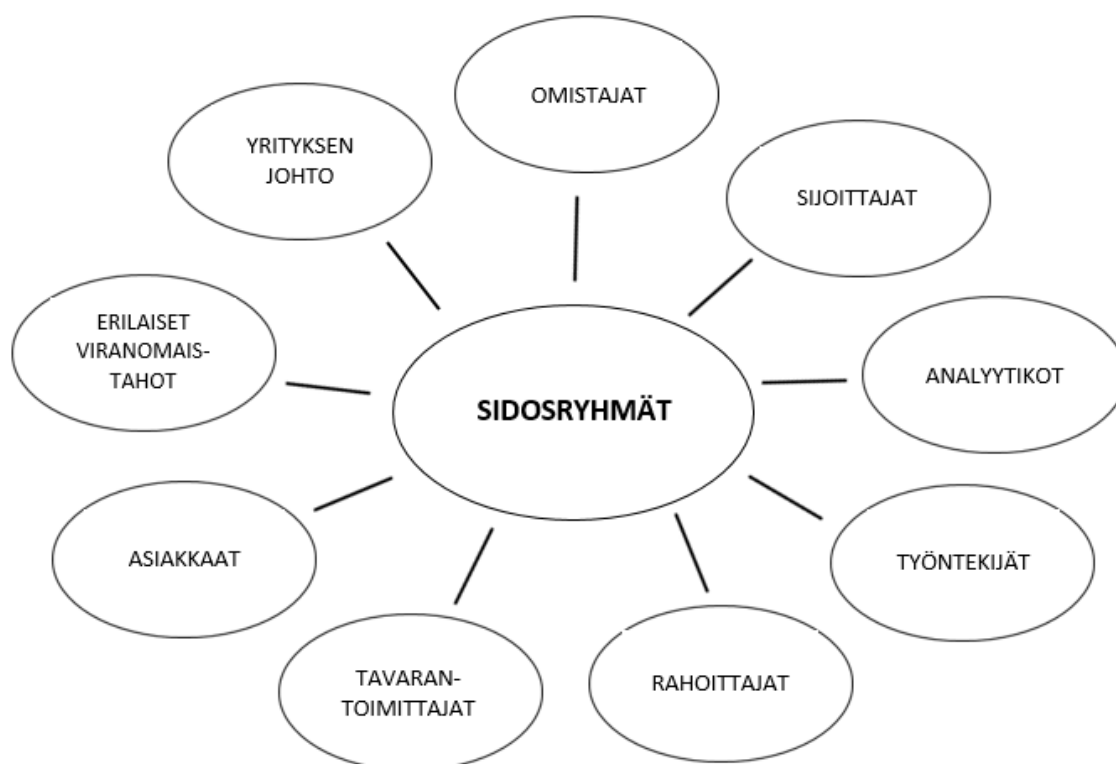 OMISTAJAT
YRITYKSEN
JOHTO
SIJOITTAJAT
ERILAISET
VIRANOMAIS-
TAHOT
ANALYYTIKOT
SIDOSRYHMÄT
ASIAKKAAT
TYÖNTEKIJÄT
TAVARAN-
TOIMITTAJAT
RAHOITTAJAT